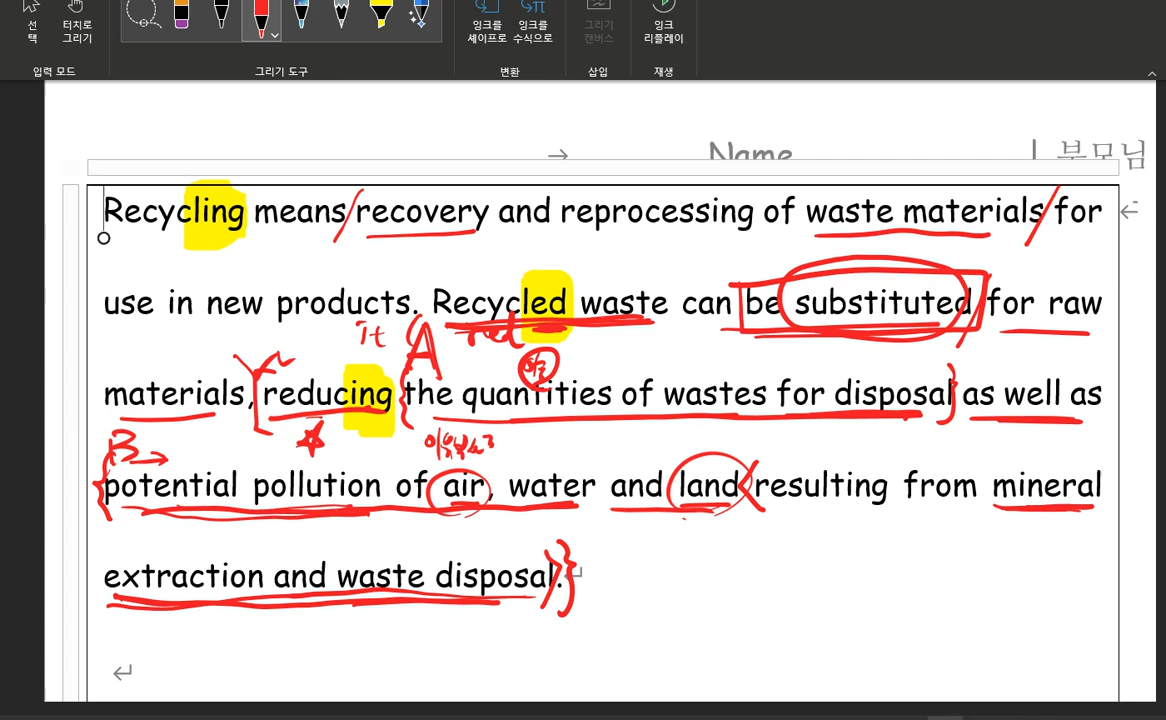 선 터치로 잉크를 잉크를 그리기 잉크
택 그리기 셰이프로 수식으로 캔버스 리플레이
입력 모드 그리기 도구 변환 삽입 재생
→ Name 부모님
Recycling means recovery and reprocessing of waste materials for
use in new products. Recycled waste can be substituted for raw
it A red
materials, reducing the quantities of wastes for disposal as well as
B
potential pollution of air, water and land resulting from mineral
extraction and waste disposal.